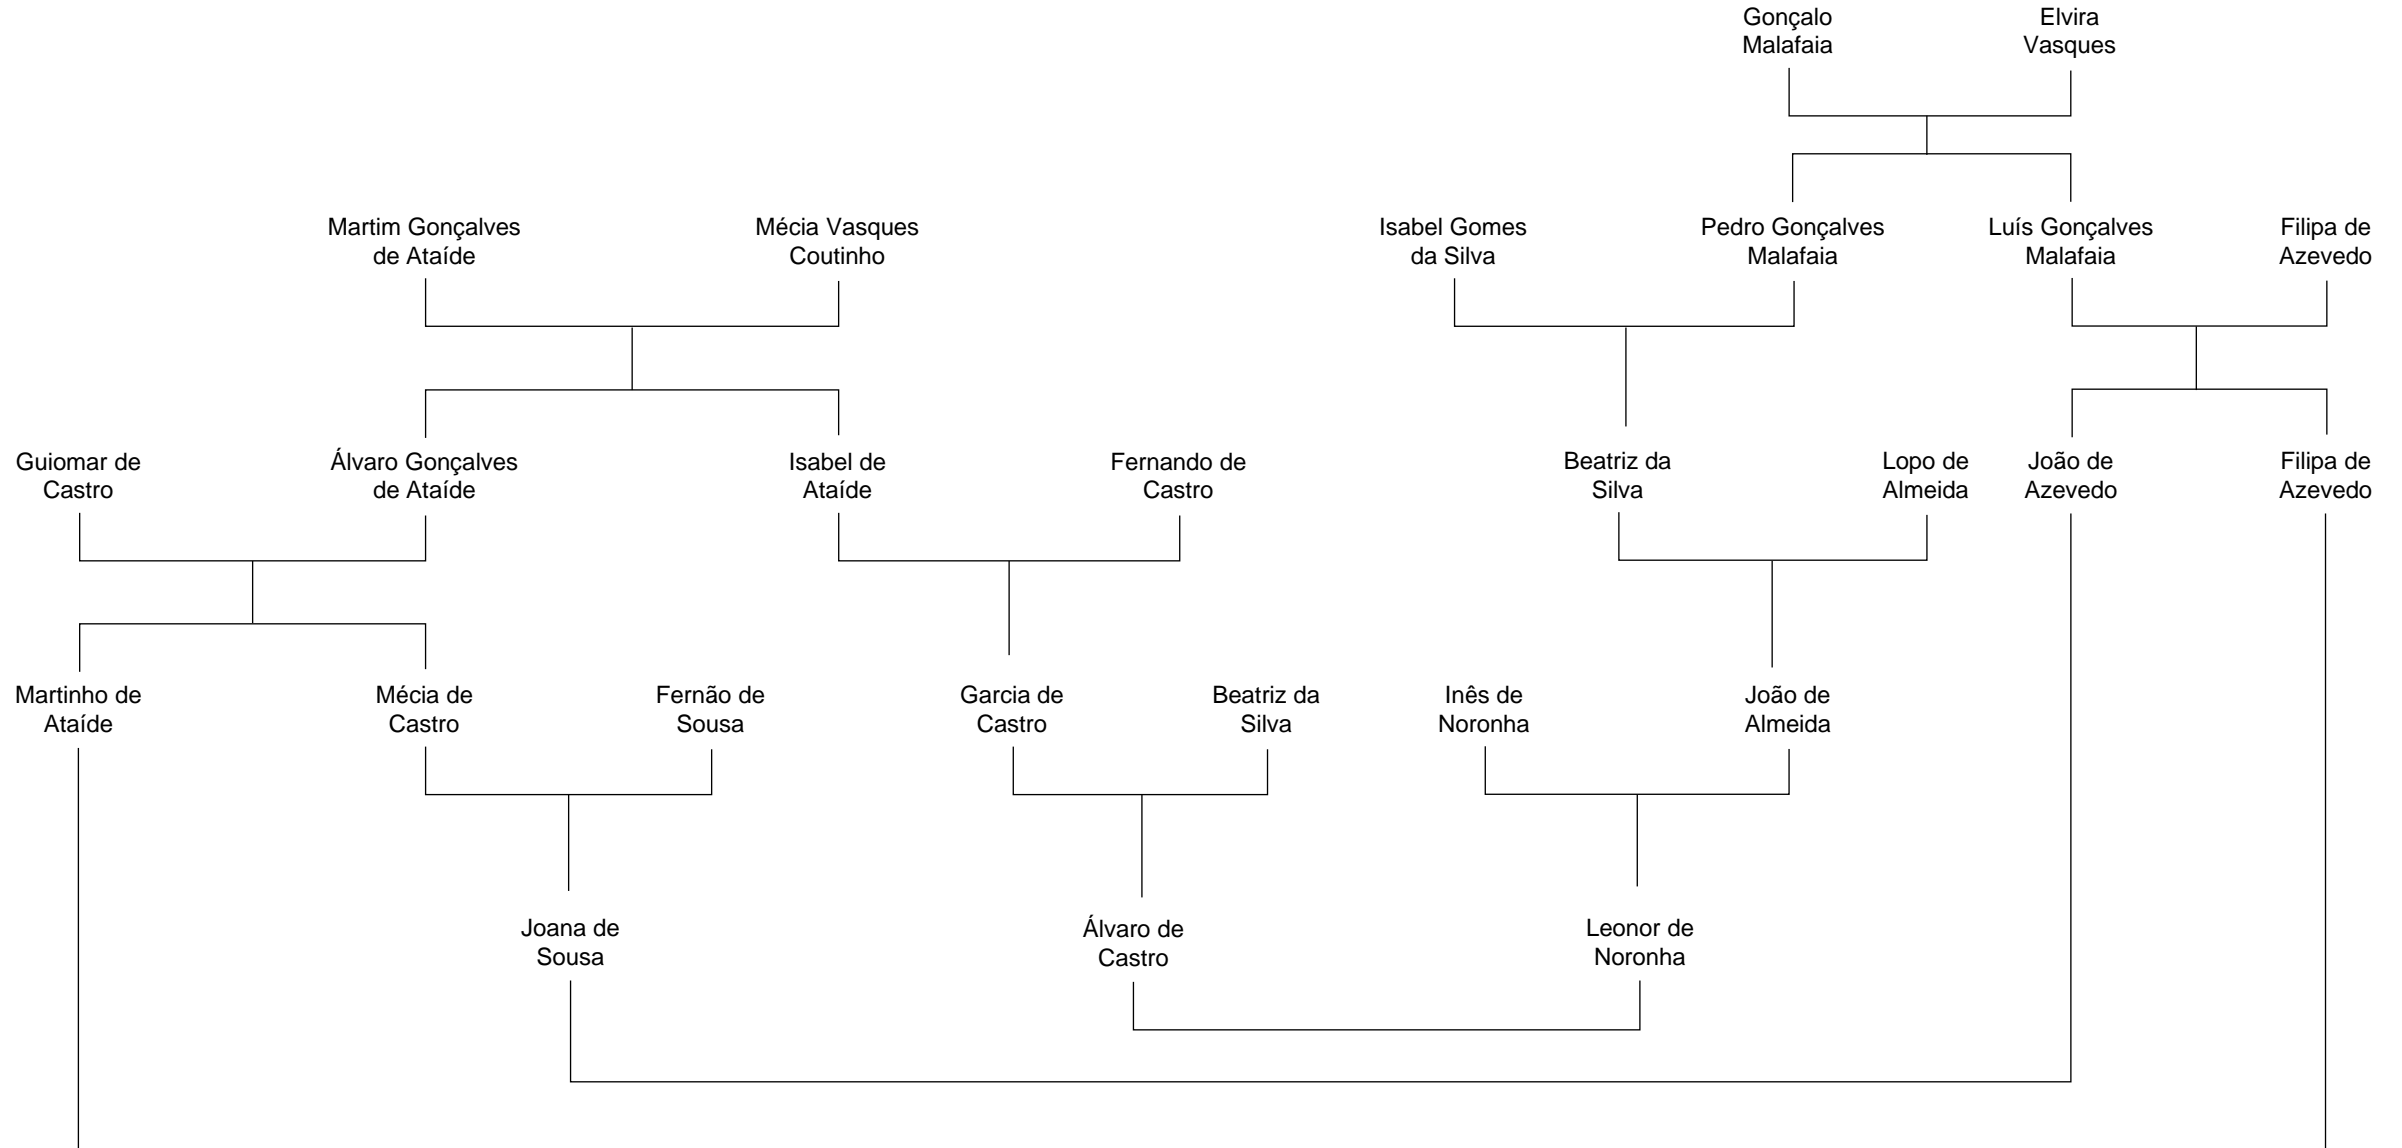 Gonçalo
Malafaia
Elvira
Vasques
Martim Gonçalves
de Ataíde
Mécia Vasques
Coutinho
Isabel Gomes
da Silva
Pedro Gonçalves
Malafaia
Luís Gonçalves
Malafaia
Filipa de
Azevedo
Guiomar de
Castro
Álvaro Gonçalves
de Ataíde
Isabel de
Ataíde
Fernando de
Castro
Beatriz da
Silva
Lopo de
Almeida
João de
Azevedo
Filipa de
Azevedo
Martinho de
Ataíde
Mécia de
Castro
Fernão de
Sousa
Garcia de
Castro
Beatriz da
Silva
Inês de
Noronha
João de
Almeida
Joana de
Sousa
Álvaro de
Castro
Leonor de
Noronha